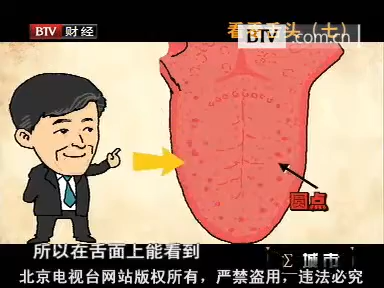 BTV 财经
看舌头（七）
BTV .com.cn
圆点
所以在舌面上能看到
城市
北京电视台网站版权所有，严禁盗用，违法必究